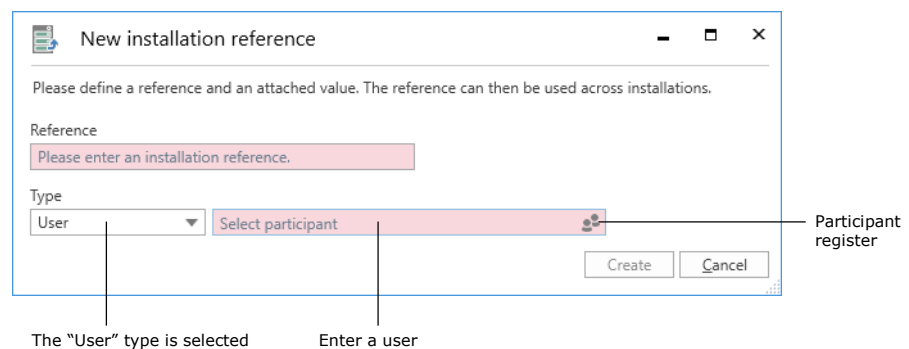 New installation reference
Please define a reference and an attached value. The reference can then be used across installations.
Reference
Please enter an installation reference.
Type
User
Select participant
Participant
register
Create
Cancel
The “User” type is selected
Enter a user